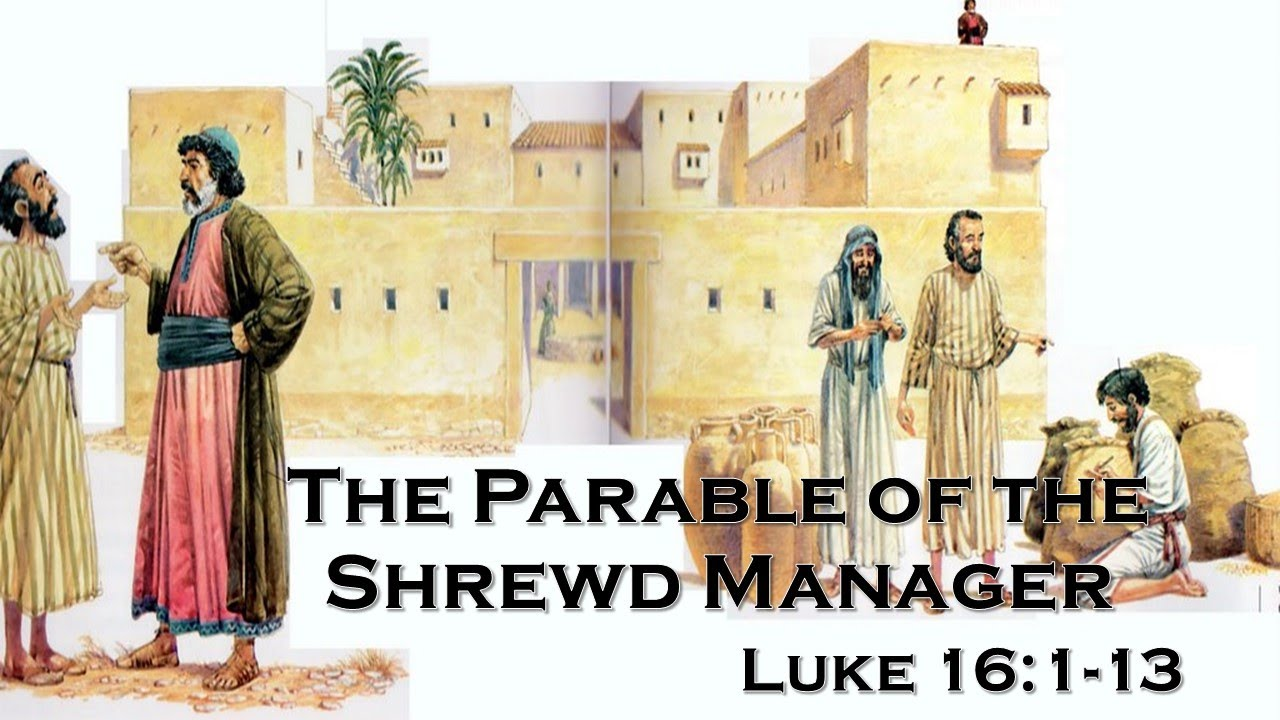 The Parable of the
Shrewd Manager
Luke 16:1-13